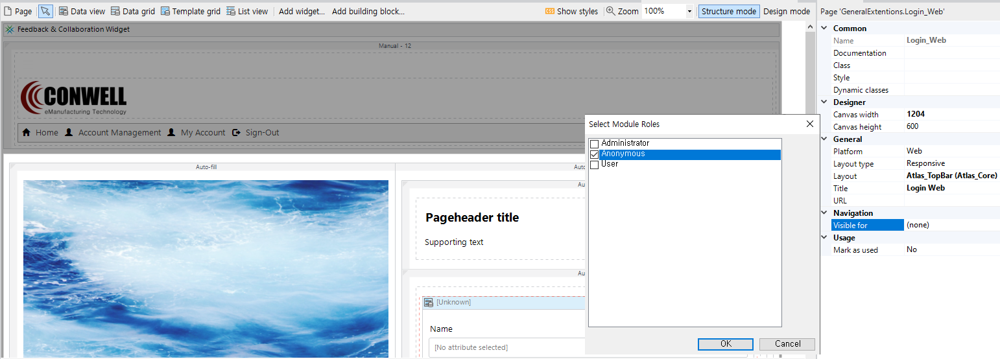 Page Data view Data grid Template grid List view Add widget... Add building block... CSS Show styles Zoom 100% Structure mode Design mode
Feedback & Collaboration Widget
Manual - 12
CONWELL
eManufacturing Technology
Home Account Management My Account Sign-Out
Auto-fill
Auto
Au
Pageheader title
Supporting text
Au
[Unknown]
Name
[No attribute selected]
Select Module Roles
Administrator
Anonymous
User
OK Cancel
Page 'GeneralExtentions.Login_Web'
Common
Name Login_Web
Documentation
Class
Style
Dynamic classes
Designer
Canvas width 1204
Canvas height 600
General
Platform Web
Layout type Responsive
Layout Atlas_TopBar (Atlas_Core)
Title Login Web
URL
Navigation
Visible for (none)
Usage
Mark as used No